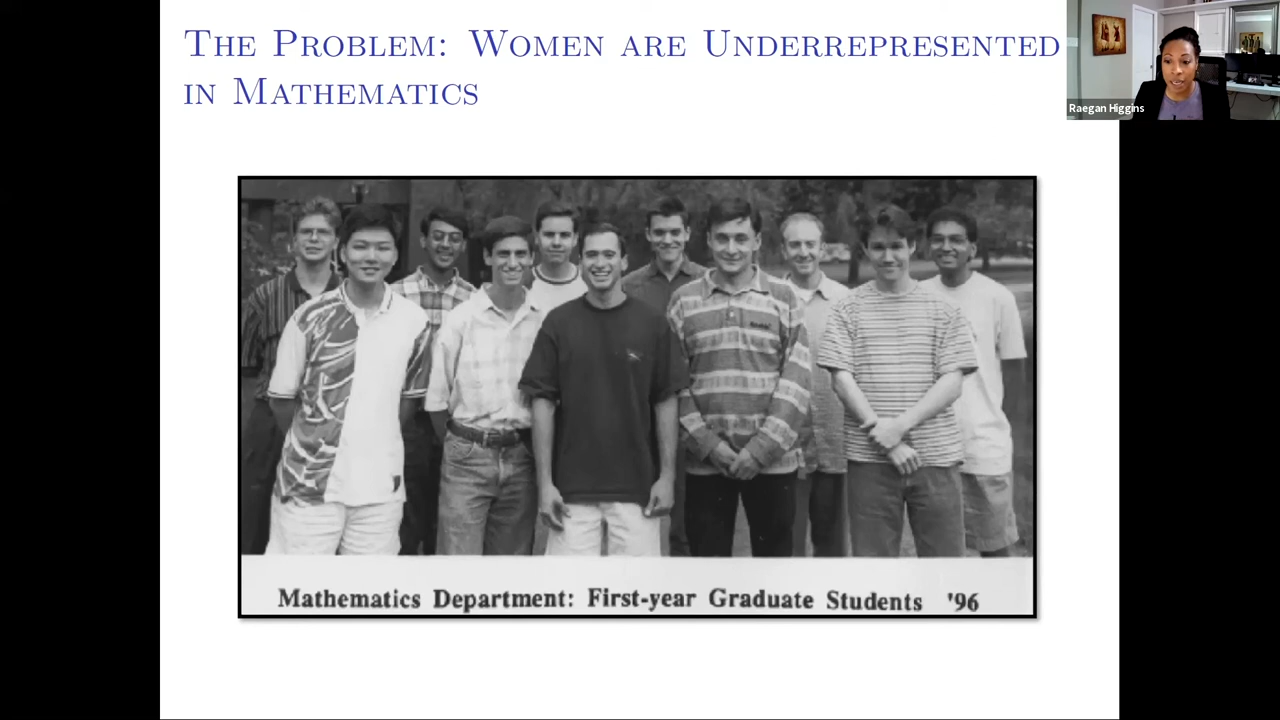 THE PROBLEM: WOMEN ARE UNDERREPRESENTED
IN MATHEMATICS
Raegan Higgins
Mathematics Department: First-year Graduate Students '96